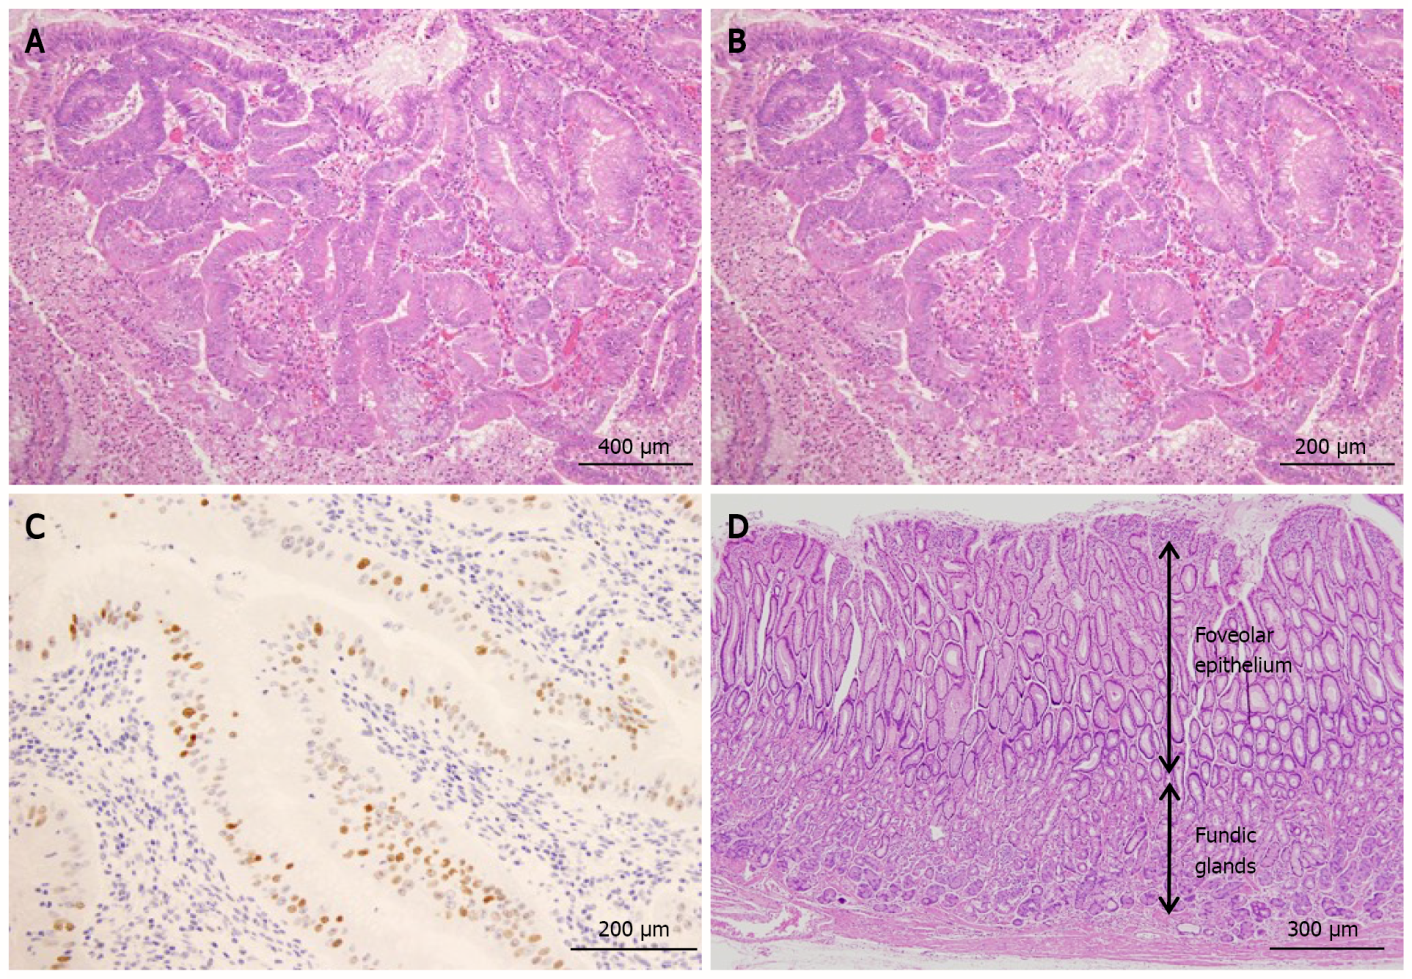 A
400 µm
B
200 µm
C
200 µm
D
Foveolar
epithelium
Fundic
glands
300 µm